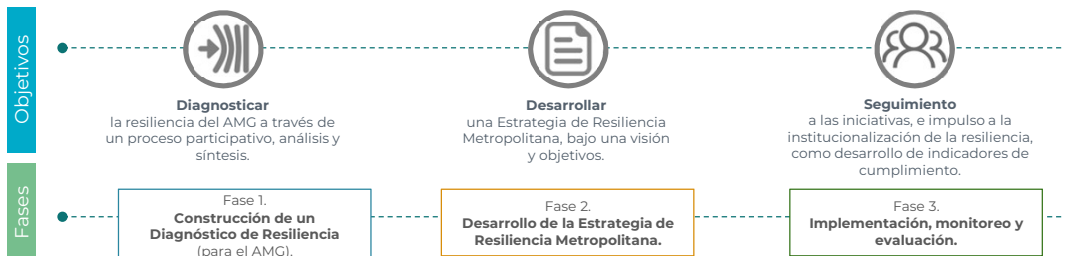 Objetivos
Diagnosticar
la resiliencia del AMG a través de
un proceso participativo, análisis y
síntesis.
Desarrollar
una Estrategia de Resiliencia
Metropolitana, bajo una visión
y objetivos.
Seguimiento
a las iniciativas, e impulso a la
institucionalización de la resiliencia,
como desarrollo de indicadores de
cumplimiento.
Fases
Fase 1.
Construcción de un
Diagnóstico de Resiliencia
(para el AMG).
Fase 2.
Desarrollo de la Estrategia de
Resiliencia Metropolitana.
Fase 3.
Implementación, monitoreo y
evaluación.